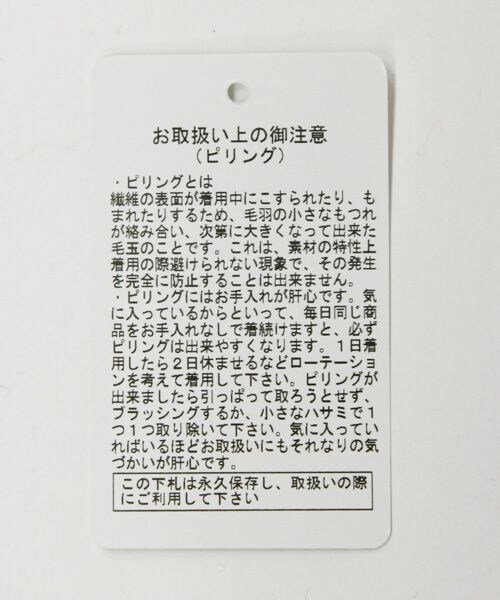 お取扱い上の御注意
（ピリング）
・ピリングとは
繊維の表面が着用中にこすられたり、も
まれたりするため、毛羽の小さなもつれ
が絡み合い、次第に大きくなって出来た
毛玉のことです。これは、素材の特性上
着用の際避けられない現象で、その発生
を完全に防止することは出来ません。
・ピリングにはお手入れが肝心です。気
に入っているからといって、毎日同じ商
品をお手入れなしで着続けますと、必ず
ピリングは出来やすくなります。1日着
用したら2日休ませるなどローテーショ
ンを考えて着用して下さい。ピリングが
出来ましたら引っぱって取ろうとせず、
ブラッシングするか、小さなハサミで1
つ1つ取り除いて下さい。気に入ってい
ればいるほどお取扱いにもそれなりの気
づかいが肝心です。
この下札は永久保存し、取扱いの際
にご利用して下さい